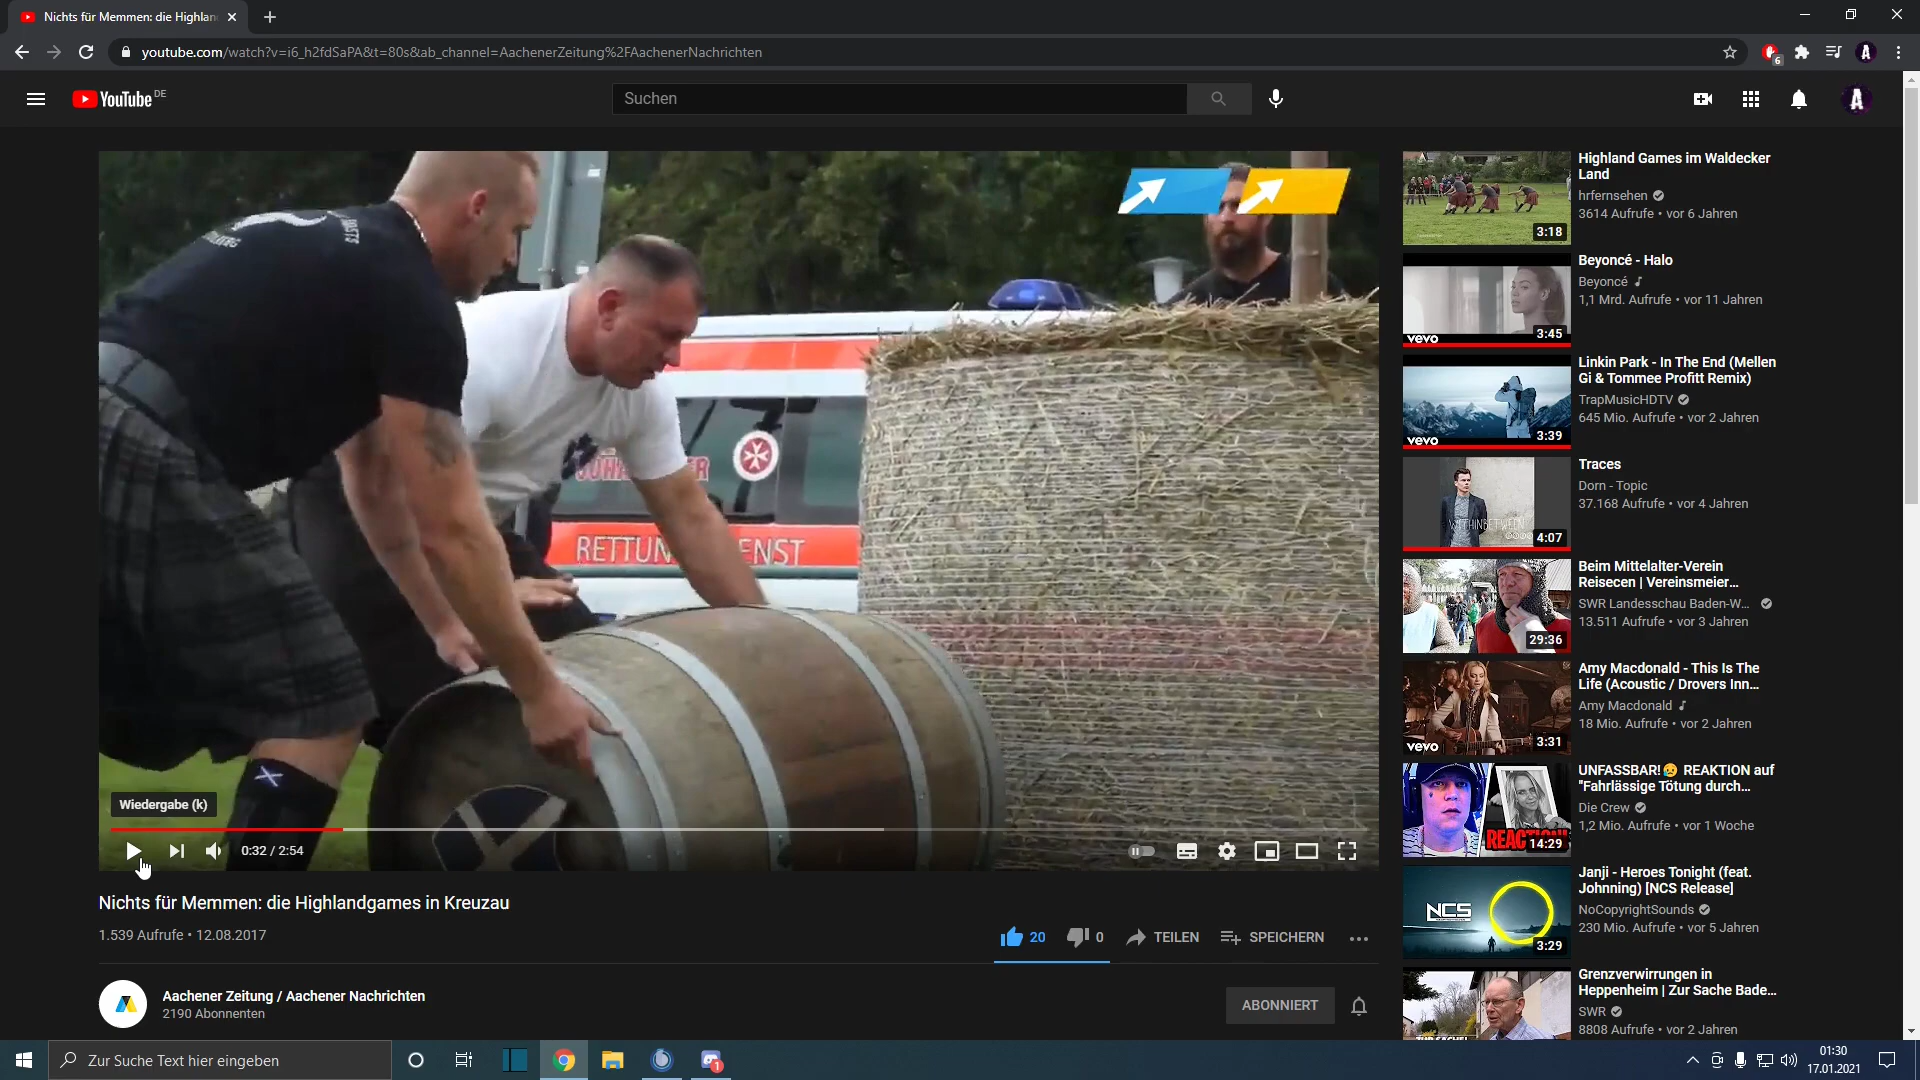 Nichts für Memmen: die Highlan
youtube.com/watch?v=i6_h2fdSaPA&t=80s&ab_channel=AachenerZeitung%2FAachenerNachrichten
6
YouTube DE
Suchen
A
RETTUN ENST
Wiedergabe (k)
0:32 / 2:54
Nichts für Memmen: die Highlandgames in Kreuzau
1.539 Aufrufe • 12.08.2017
20
0
TEILEN
SPEICHERN
Aachener Zeitung / Aachener Nachrichten
2190 Abonnenten
ABONNIERT
Highland Games im Waldecker
Land
hrfernsehen
3614 Aufrufe • vor 6 Jahren
3:18
Beyoncé - Halo
Beyoncé
1,1 Mrd. Aufrufe • vor 11 Jahren
vevo
3:45
Linkin Park - In The End (Mellen
Gi & Tommee Profitt Remix)
TrapMusicHDTV
645 Mio. Aufrufe • vor 2 Jahren
vevo
3:39
Traces
Dorn - Topic
37.168 Aufrufe • vor 4 Jahren
WITHINBETWEEN
4:07
Beim Mittelalter-Verein
Reisecen | Vereinsmeier...
SWR Landesschau Baden-W...
13.511 Aufrufe • vor 3 Jahren
29:36
Amy Macdonald - This Is The
Life (Acoustic / Drovers Inn...
Amy Macdonald
18 Mio. Aufrufe • vor 2 Jahren
vevo
3:31
UNFASSBAR!😥 REAKTION auf
"Fahrlässige Tötung durch...
Die Crew
1,2 Mio. Aufrufe • vor 1 Woche
REACTION!
14:29
Janji - Heroes Tonight (feat.
Johnning) [NCS Release]
NoCopyrightSounds
230 Mio. Aufrufe • vor 5 Jahren
NCS
3:29
Grenzverwirrungen in
Heppenheim | Zur Sache Bade...
SWR
8808 Aufrufe • vor 2 Jahren
Zur Suche Text hier eingeben
1
01:30
17.01.2021